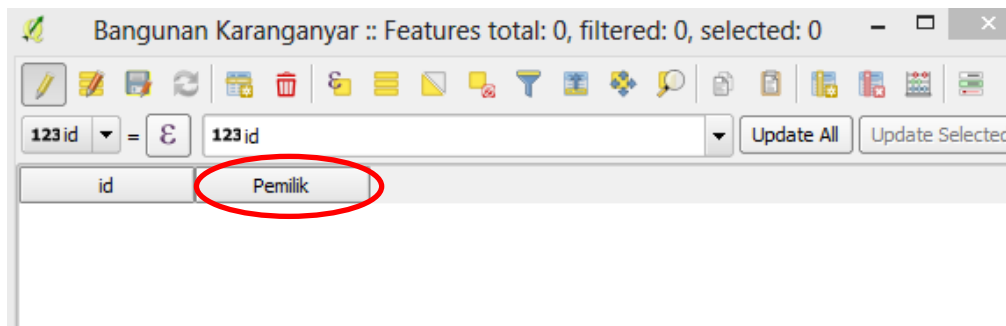 Bangunan Karanganyar :: Features total: 0, filtered: 0, selected: 0
123 id = ε 123 id Update All Update Selected
id Pemilik